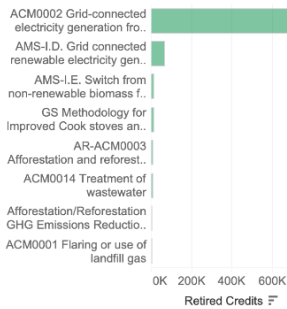 ACM0002 Grid-connected
electricity generation fro..
AMS-I.D. Grid connected
renewable electricity gen..
AMS-I.E. Switch from
non-renewable biomass f..
GS Methodology for
Improved Cook stoves an..
AR-ACM0003
Afforestation and reforest..
ACM0014 Treatment of
wastewater
Afforestation/Reforestation
GHG Emissions Reductio..
ACM0001 Flaring or use of
landfill gas
0K 200K 400K 600K
Retired Credits